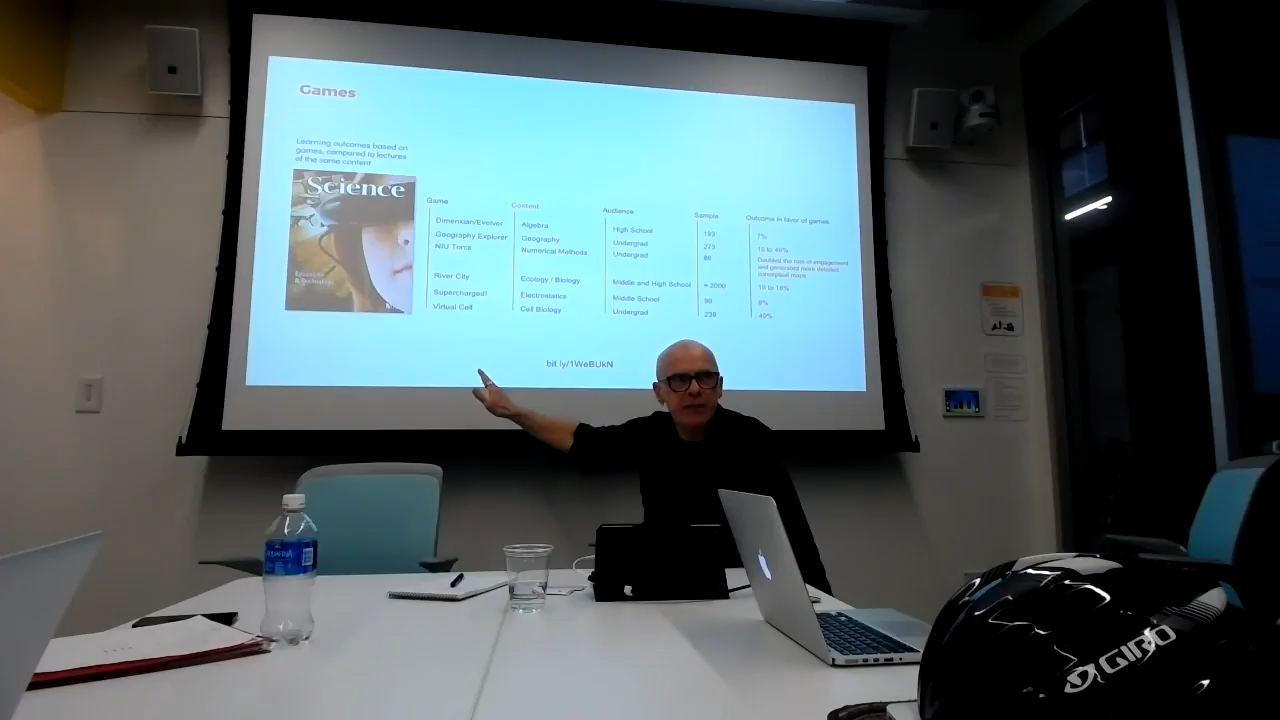 Games
Learning outcomes based on
games, compared to lectures
of the same content
Science
Game Content Audience Sample Outcome in favor of games
Dimenxian/Evolver Algebra High School 193 7%
Geography Explorer Geography Undergrad 273 15 to 40%
NIU Torcs Numerical Methods Undergrad 86 Doubled the rate of engagement
and generated more detailed
conceptual maps
River City Ecology / Biology Middle and High School ≈ 2000 15 to 18%
Supercharged! Electrostatics Middle School 90 8%
Virtual Cell Cell Biology Undergrad 238 40%
bit.ly/1WeBUkN
AQUAFINA
GIRO